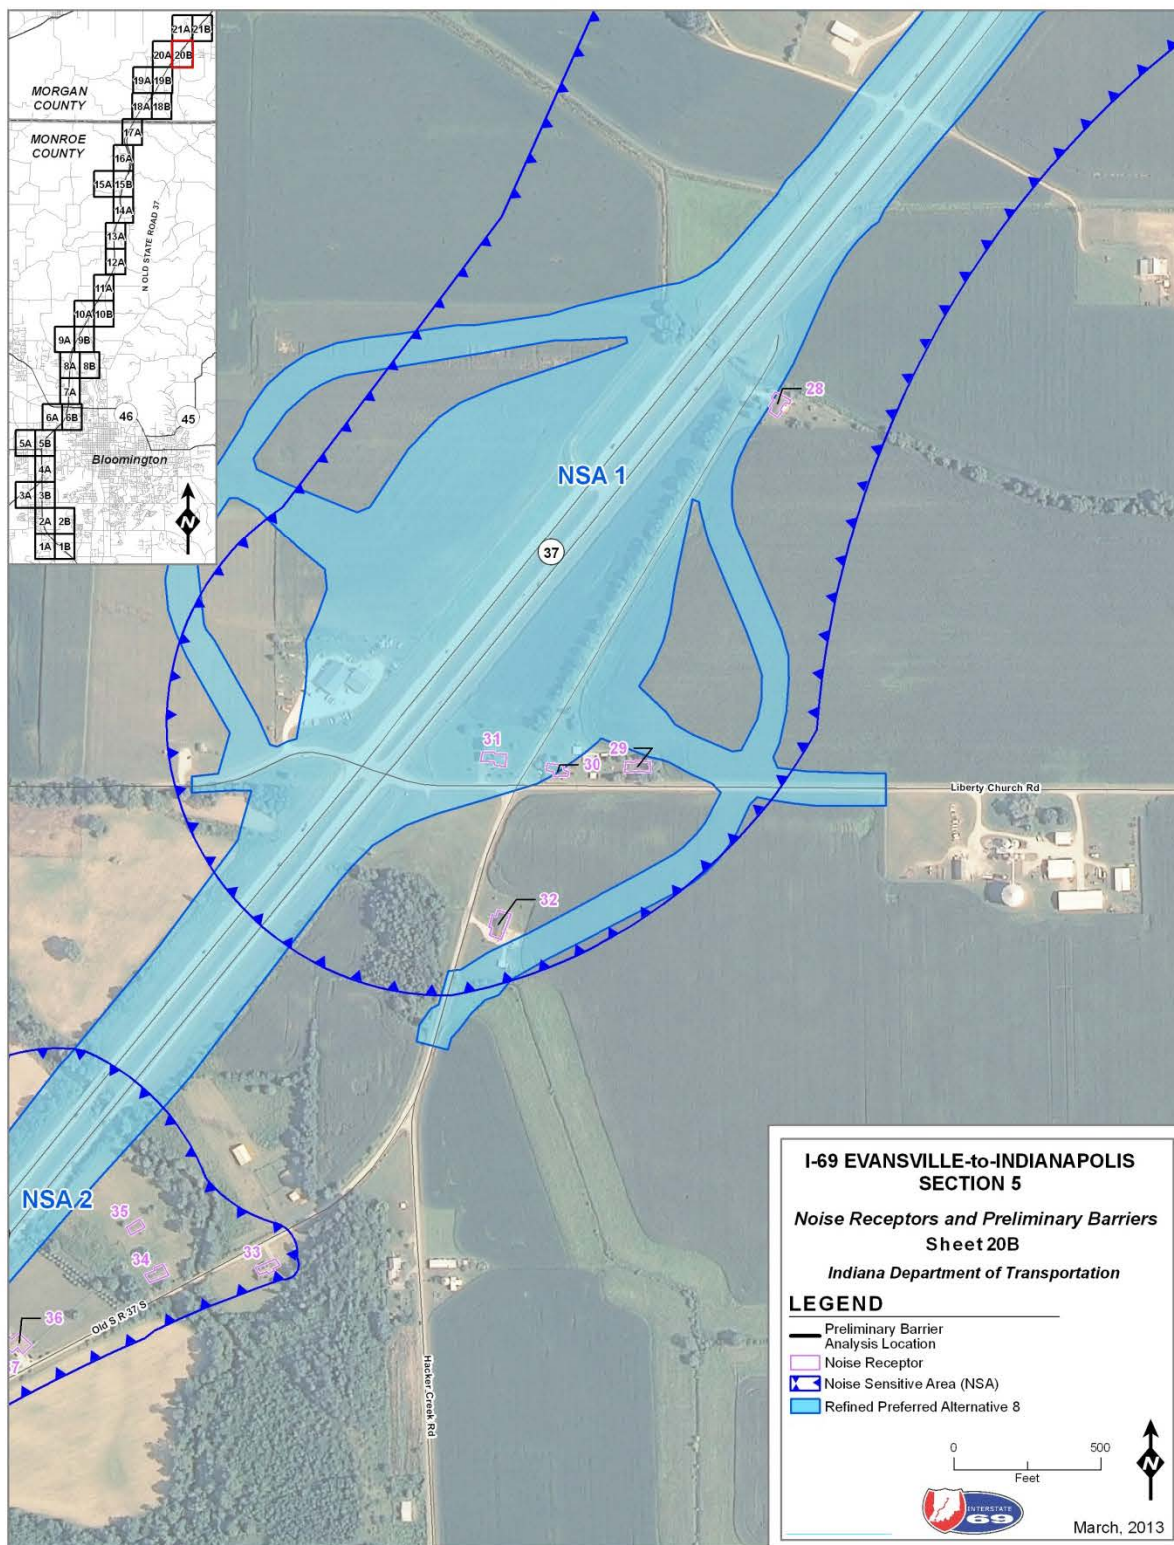 21A 21B
20A 20B
19A 19B
MORGAN
COUNTY
18A 18B
17A
MONROE
COUNTY
16A
15A 15B
14A
13A
12A
N OLD STATE ROAD 37
11A
10A 10B
9A 9B
8A 8B
7A
6A 6B
46
45
5A 5B
Bloomington
4A
3A 3B
2A 2B
1A 1B
N
28
NSA 1
37
31
30
29
Liberty Church Rd
32
NSA 2
35
34
33
36
7
Old S R 37 S
Hacker Creek Rd
I-69 EVANSVILLE-to-INDIANAPOLIS
SECTION 5
Noise Receptors and Preliminary Barriers
Sheet 20B
Indiana Department of Transportation
LEGEND
Preliminary Barrier
Analysis Location
Noise Receptor
Noise Sensitive Area (NSA)
Refined Preferred Alternative 8
0 500
Feet
N
INTERSTATE
69
March, 2013